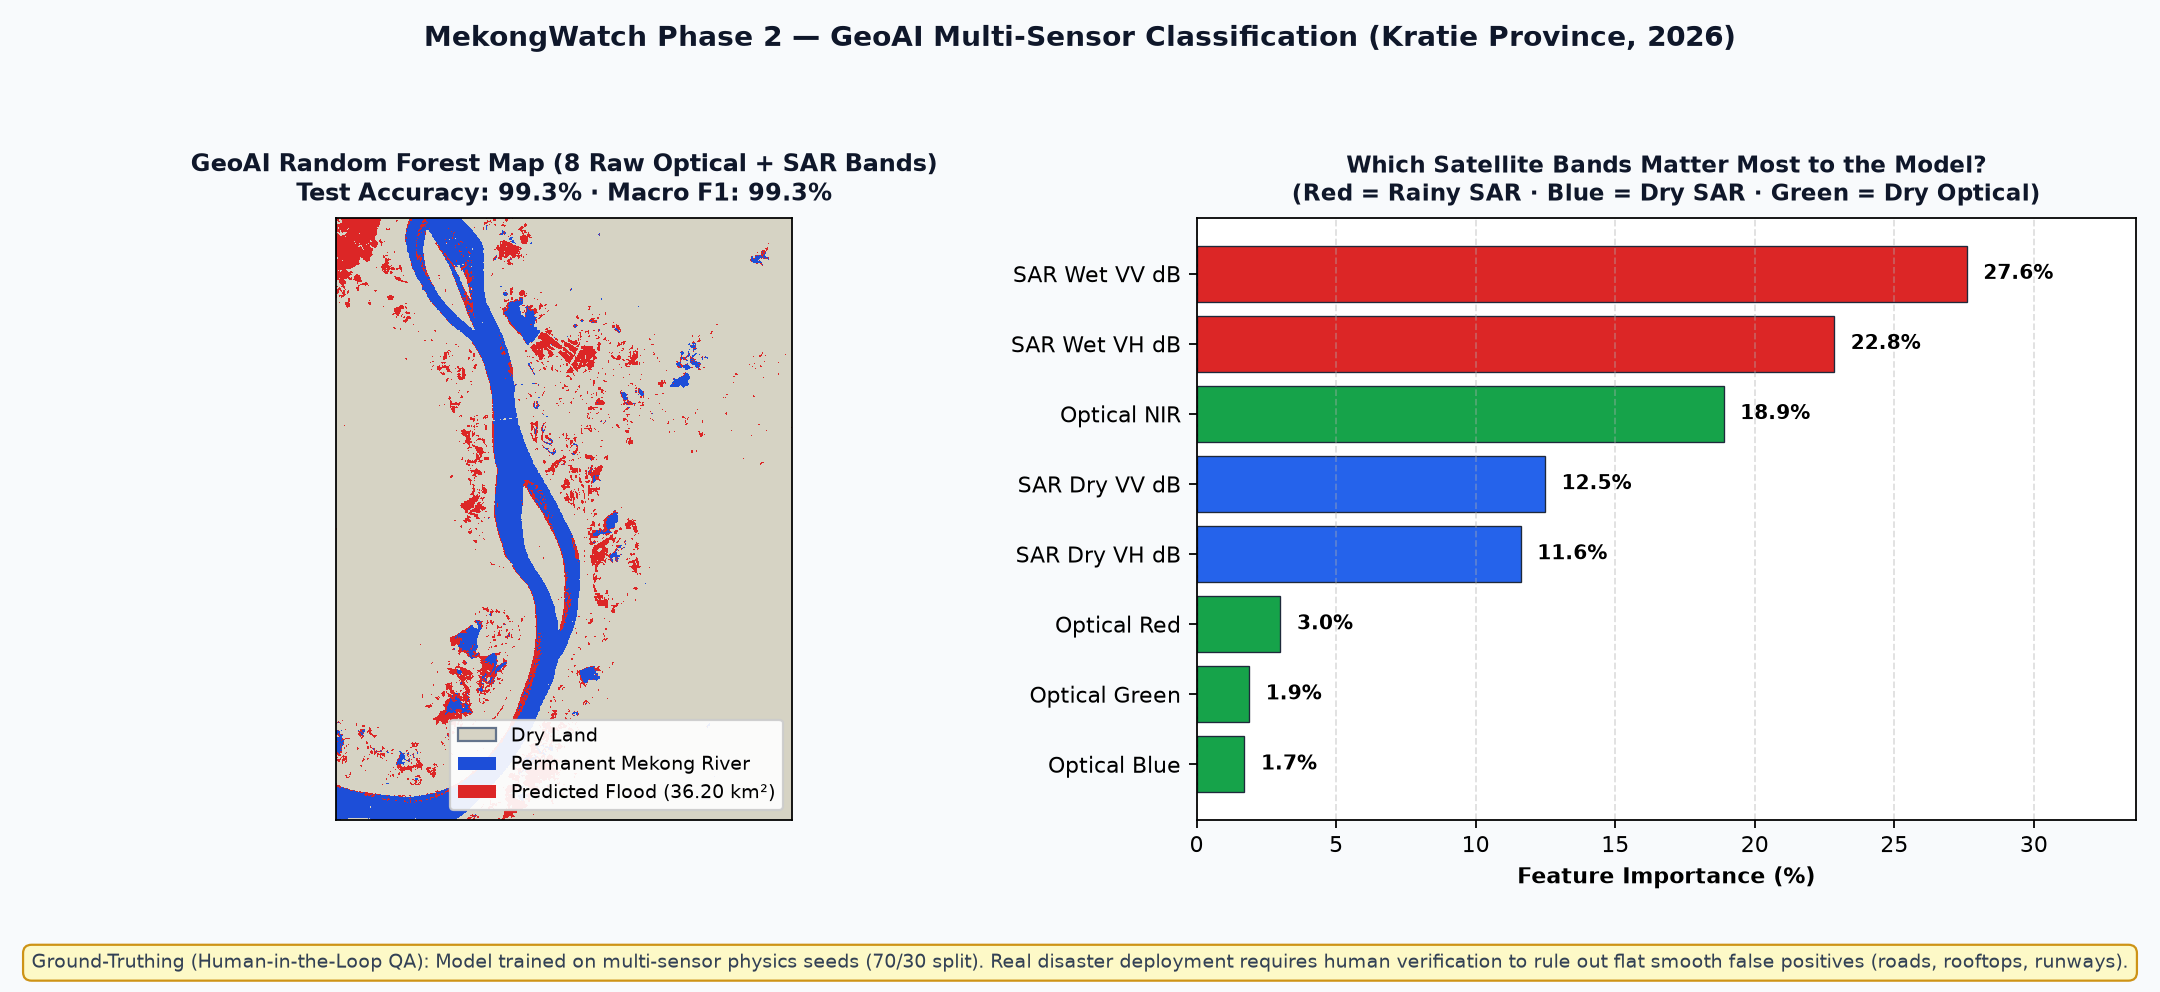 MekongWatch Phase 2 — GeoAI Multi-Sensor Classification (Kratie Province, 2026)
GeoAI Random Forest Map (8 Raw Optical + SAR Bands)
Test Accuracy: 99.3% · Macro F1: 99.3%
Dry Land
Permanent Mekong River
Predicted Flood (36.20 km²)
Which Satellite Bands Matter Most to the Model?
(Red = Rainy SAR · Blue = Dry SAR · Green = Dry Optical)
SAR Wet VV dB 27.6%
SAR Wet VH dB 22.8%
Optical NIR 18.9%
SAR Dry VV dB 12.5%
SAR Dry VH dB 11.6%
Optical Red 3.0%
Optical Green 1.9%
Optical Blue 1.7%
0 5 10 15 20 25 30
Feature Importance (%)
Ground-Truthing (Human-in-the-Loop QA): Model trained on multi-sensor physics seeds (70/30 split). Real disaster deployment requires human verification to rule out flat smooth false positives (roads, rooftops, runways).